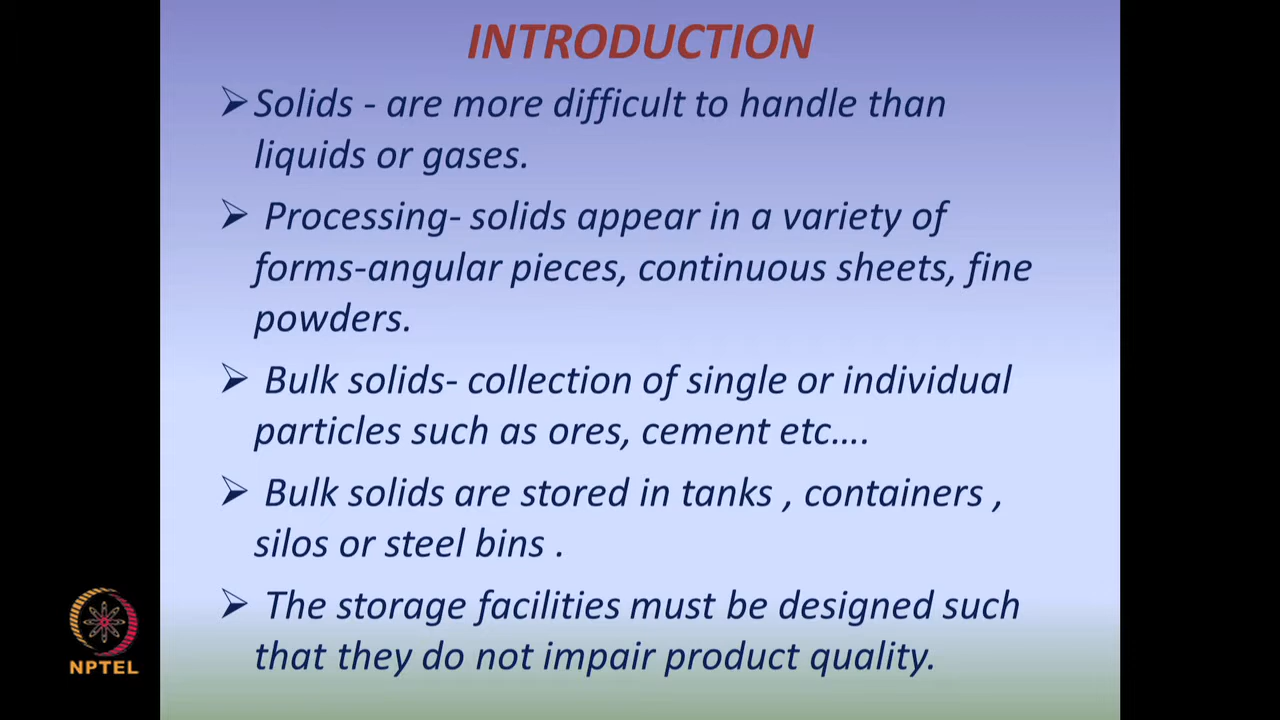 INTRODUCTION
➢Solids - are more difficult to handle than
liquids or gases.
➢ Processing- solids appear in a variety of
forms-angular pieces, continuous sheets, fine
powders.
➢ Bulk solids- collection of single or individual
particles such as ores, cement etc….
➢ Bulk solids are stored in tanks , containers ,
silos or steel bins .
➢ The storage facilities must be designed such
that they do not impair product quality.
NPTEL